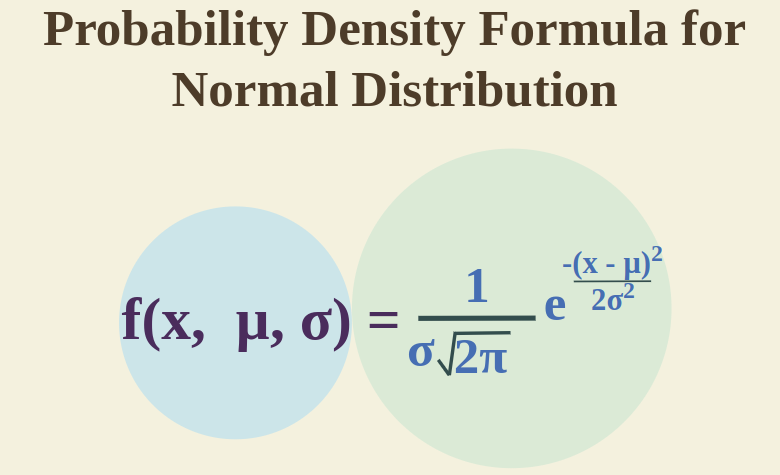 Probability Density Formula for
Normal Distribution
f(x, μ, σ) = 1 / σ√2π e -(x - μ)² / 2σ²